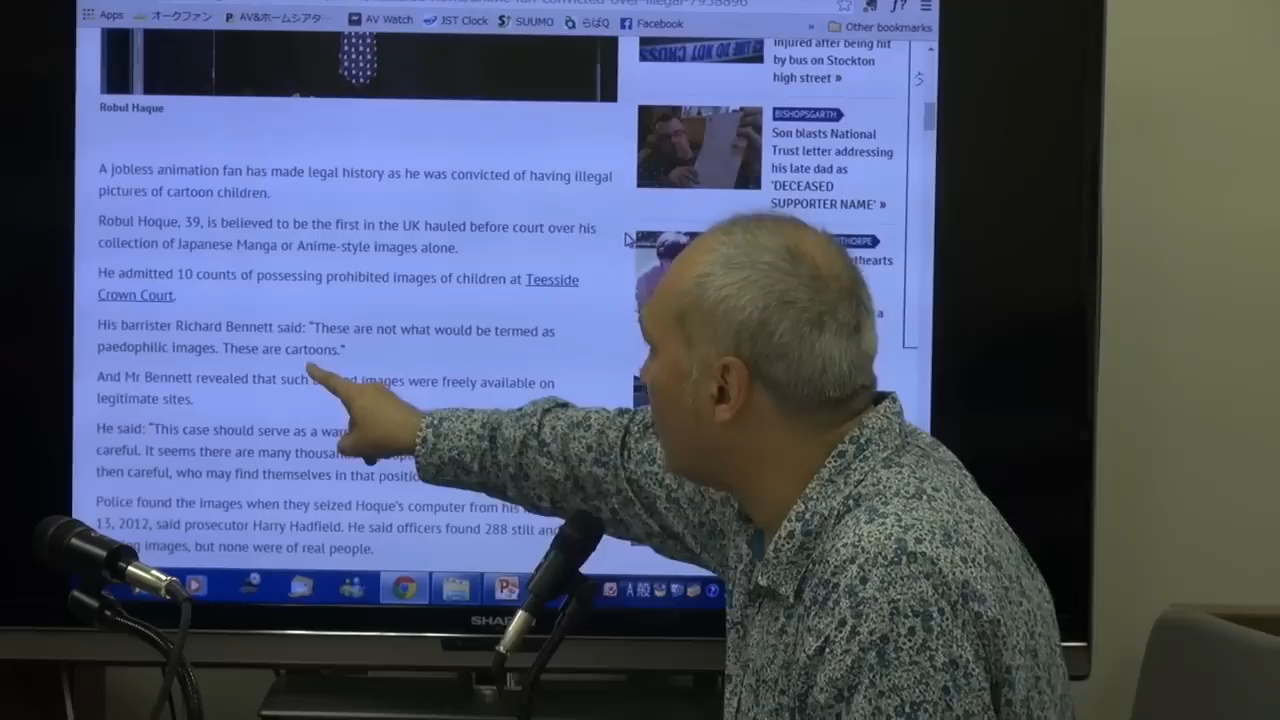 Apps
オークファン
AV&ホームシアタ
AV Watch
JST Clock
SUUMO
らばQ
Facebook
»
Other bookmarks
Robul Haque
A jobless animation fan has made legal history as he was convicted of having illegal
pictures of cartoon children.
Robul Hoque, 39, is believed to be the first in the UK hauled before court over his
collection of Japanese Manga or Anime-style images alone.
He admitted 10 counts of possessing prohibited images of children at Teesside
Crown Court.
His barrister Richard Bennett said: "These are not what would be termed as
paedophilic images. These are cartoons."
And Mr Bennett revealed that such images were freely available on
legitimate sites.
He said: "This case should serve as a
careful. It seems there are many
then careful, who may find themselves in that
Police found the images when they seized Hoque's computer from his
13, 2012, said prosecutor Harry Hadfield. He said officers found 288 still
images, but none were of real people.
DO NOT CROSS
injured after being hit
by bus on Stockton
high street »
BISHOPSGARTH
Son blasts National
Trust letter addressing
his late dad as
'DECEASED
SUPPORTER NAME' »
THORPE
A 般
SHARP